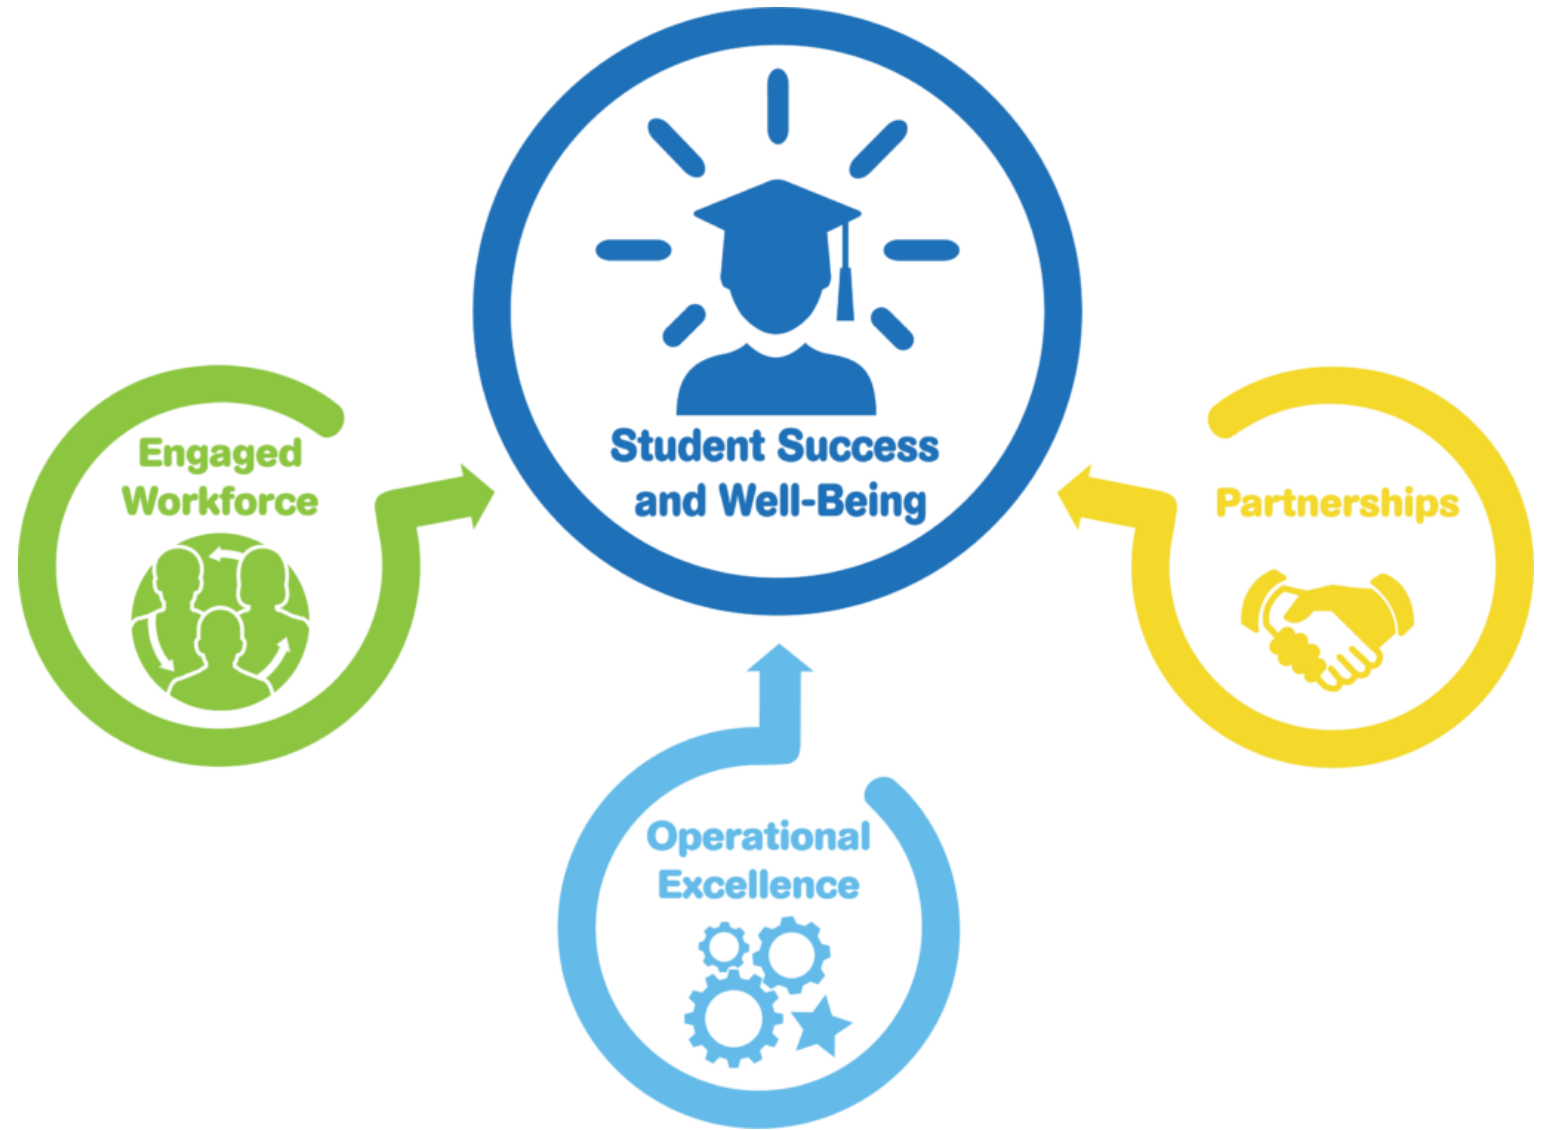 Student Success
and Well-Being
Engaged
Workforce
Partnerships
Operational
Excellence